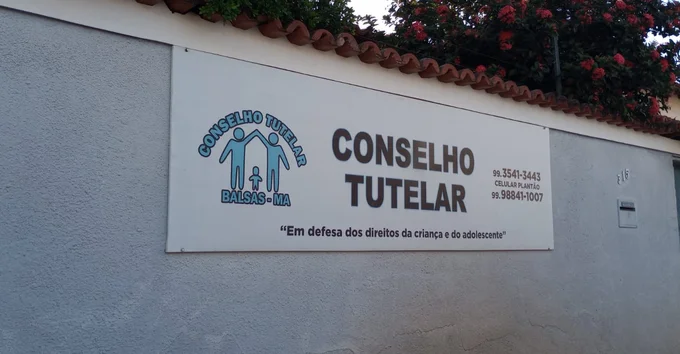 CONSELHO TUTELAR
BALSAS - MA
CONSELHO
TUTELAR
99.3541-3443
CELULAR PLANTÃO
99.98841-1007
“Em defesa dos direitos da criança e do adolescente”